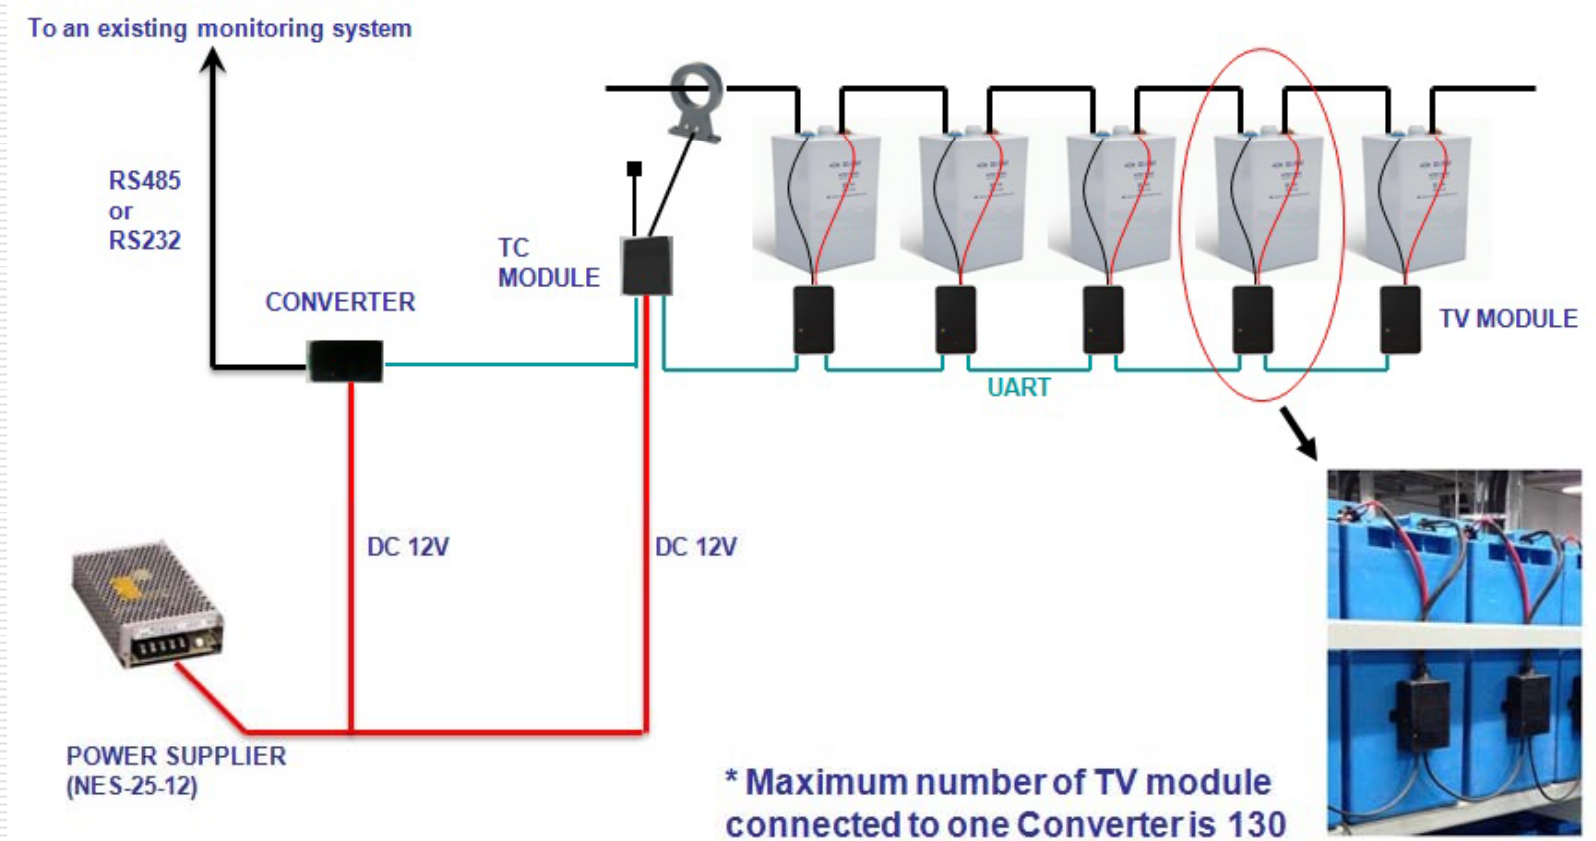 To an existing monitoring system
RS485
or
RS232
TC
MODULE
CONVERTER
TV MODULE
UART
DC 12V
DC 12V
POWER SUPPLIER
(NES-25-12)
* Maximum number of TV module
connected to one Converter is 130